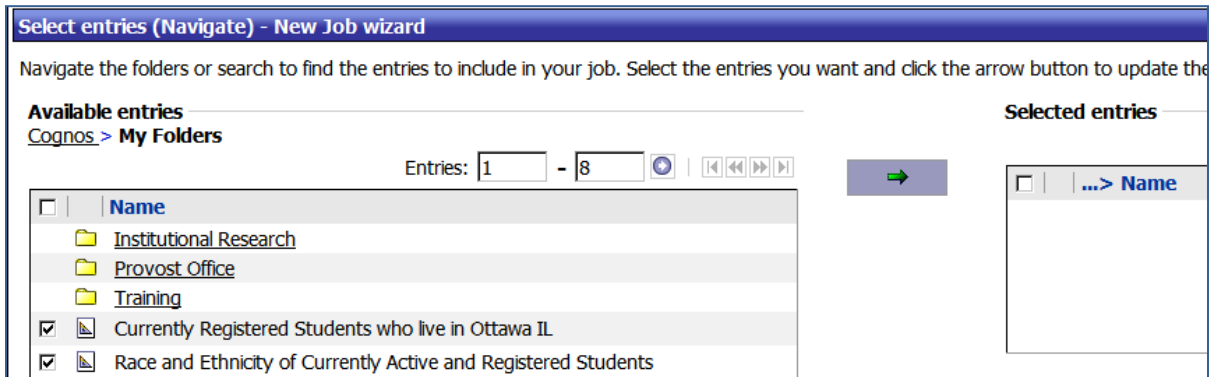 Select entries (Navigate) - New Job wizard
Navigate the folders or search to find the entries to include in your job. Select the entries you want and click the arrow button to update the
Available entries
Selected entries
Cognos > My Folders
Entries: 1 - 8
Name
...> Name
Institutional Research
Provost Office
Training
Currently Registered Students who live in Ottawa IL
Race and Ethnicity of Currently Active and Registered Students